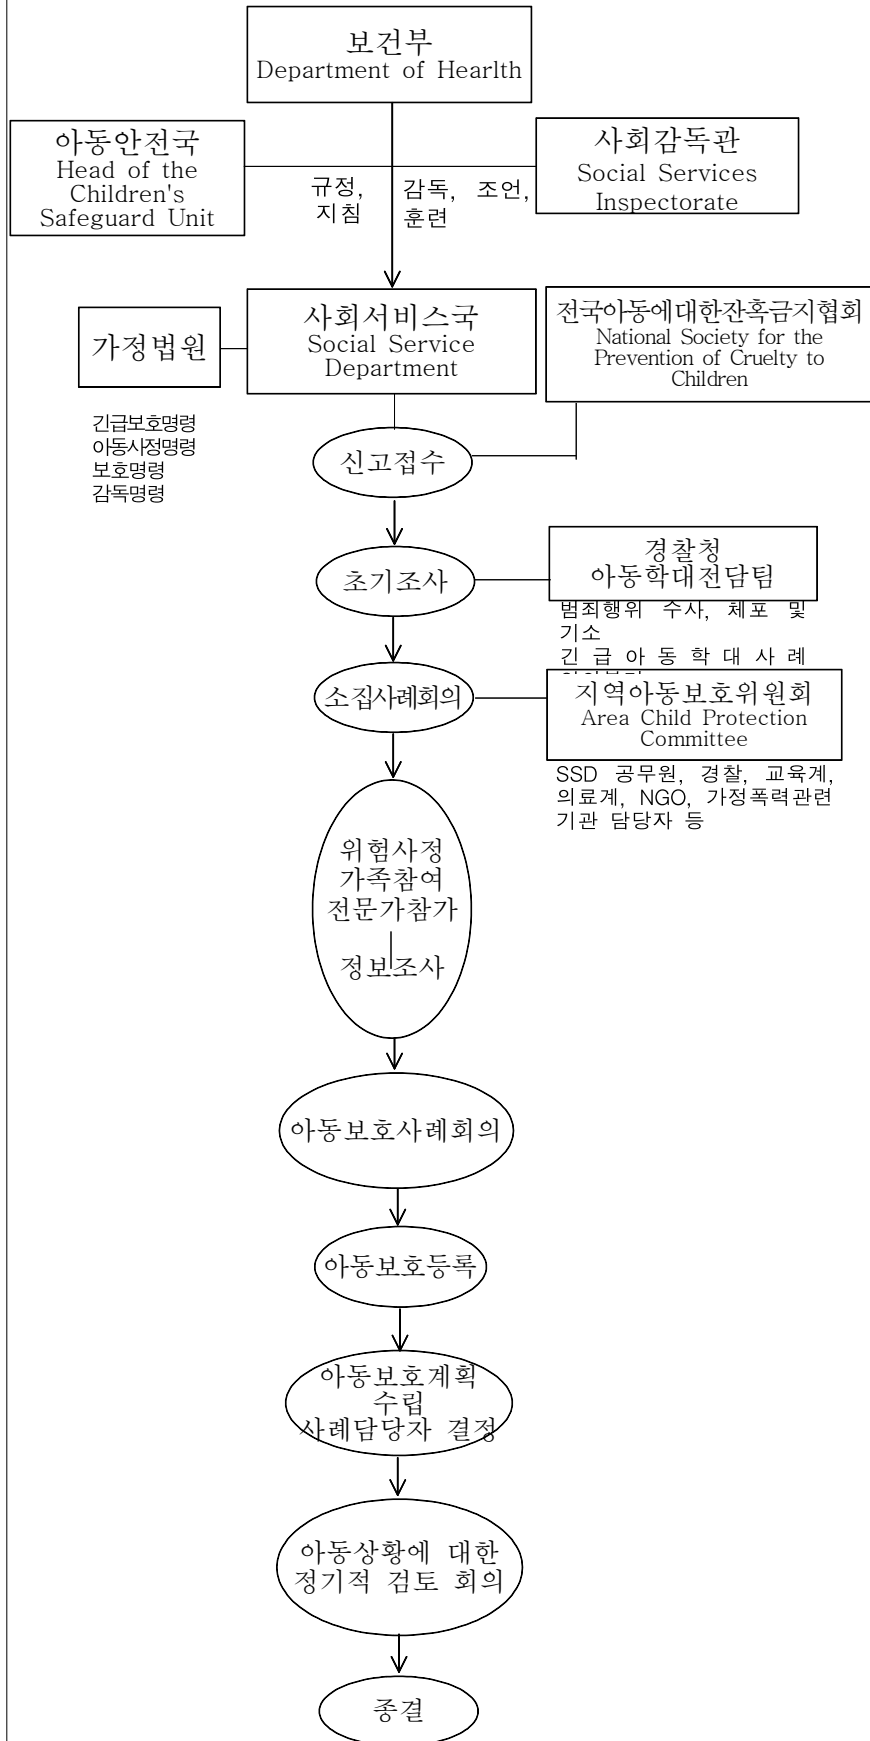 보건부
Department of Hearlth
아동안전국
Head of the
Children's
Safeguard Unit
사회감독관
Social Services
Inspectorate
규정,
지침
감독, 조언,
훈련
가정법원
사회서비스국
Social Service
Department
전국아동에대한잔혹금지협회
National Society for the
Prevention of Cruelty to
Children
긴급보호명령
아동사정명령
보호명령
감독명령
신고접수
초기조사
경찰청
아동학대전담팀
범죄행위 수사, 체포 및
기소
긴 급 아 동 학 대 사 례
소집사례회의
지역아동보호위원회
Area Child Protection
Committee
SSD 공무원, 경찰, 교육계,
의료계, NGO, 가정폭력관련
기관 담당자 등
위험사정
가족참여
전문가참가
정보조사
아동보호사례회의
아동보호등록
아동보호계획
수립
사례담당자 결정
아동상황에 대한
정기적 검토 회의
종결